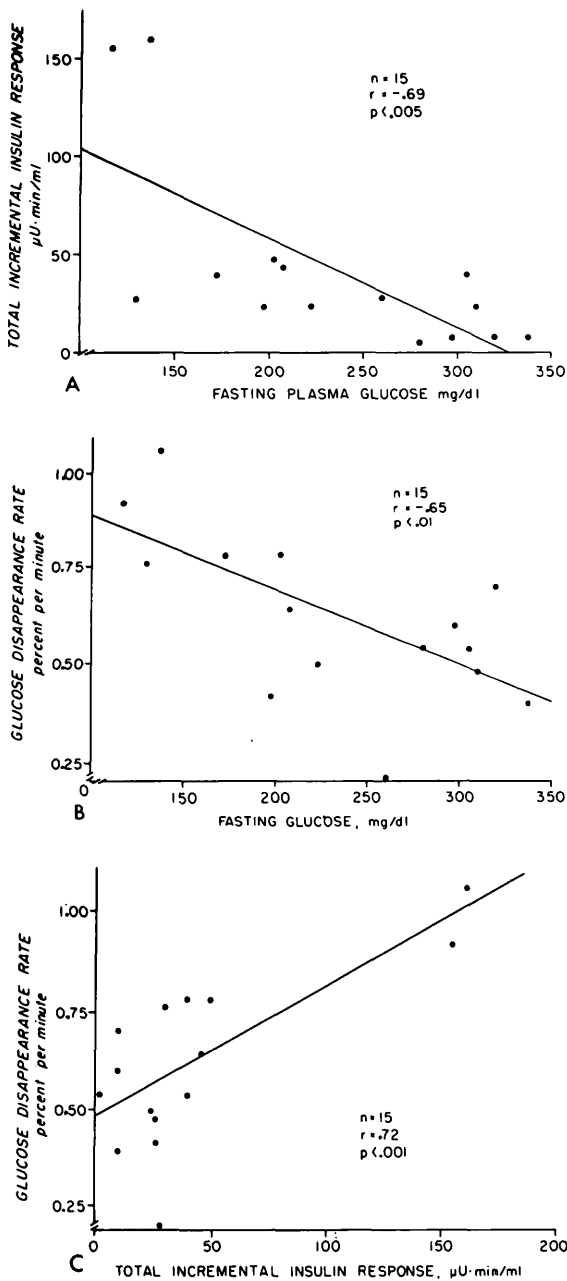 TOTAL INCREMENTAL INSULIN RESPONSE
µU·min/ml
150
100
50
0
n = 15
r = -.69
p <.005
150 200 250 300 350
A
FASTING PLASMA GLUCOSE mg/dl
GLUCOSE DISAPPEARANCE RATE
percent per minute
1.00
0.75
0.50
0.25
0
n = 15
r = -.65
p <.01
150 200 250 300 350
B
FASTING GLUCOSE, mg/dl
GLUCOSE DISAPPEARANCE RATE
percent per minute
1.00
0.75
0.50
0.25
n = 15
r = .72
p <.001
0 50 100 150 200
C
TOTAL INCREMENTAL INSULIN RESPONSE, µU·min/ml